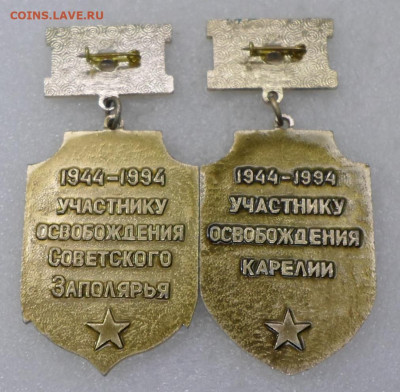 COINS.LAVE.RU
1944-1994
УЧАСТНИКУ
ОСВОБОЖДЕНИЯ
СОВЕТСКОГО
ЗАПОЛЯРЬЯ
1944-1994
УЧАСТНИКУ
ОСВОБОЖДЕНИЯ
КАРЕЛИИ